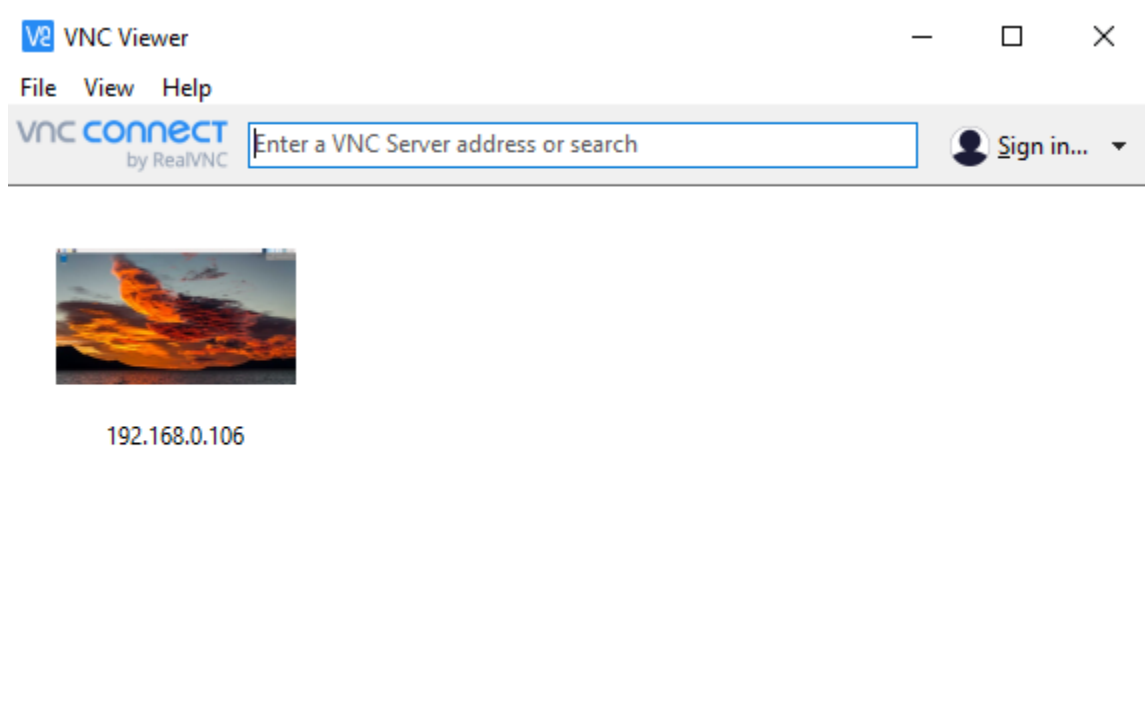 VNC Viewer
File View Help
vnc connect
by RealVNC
Enter a VNC Server address or search
Sign in...
192.168.0.106